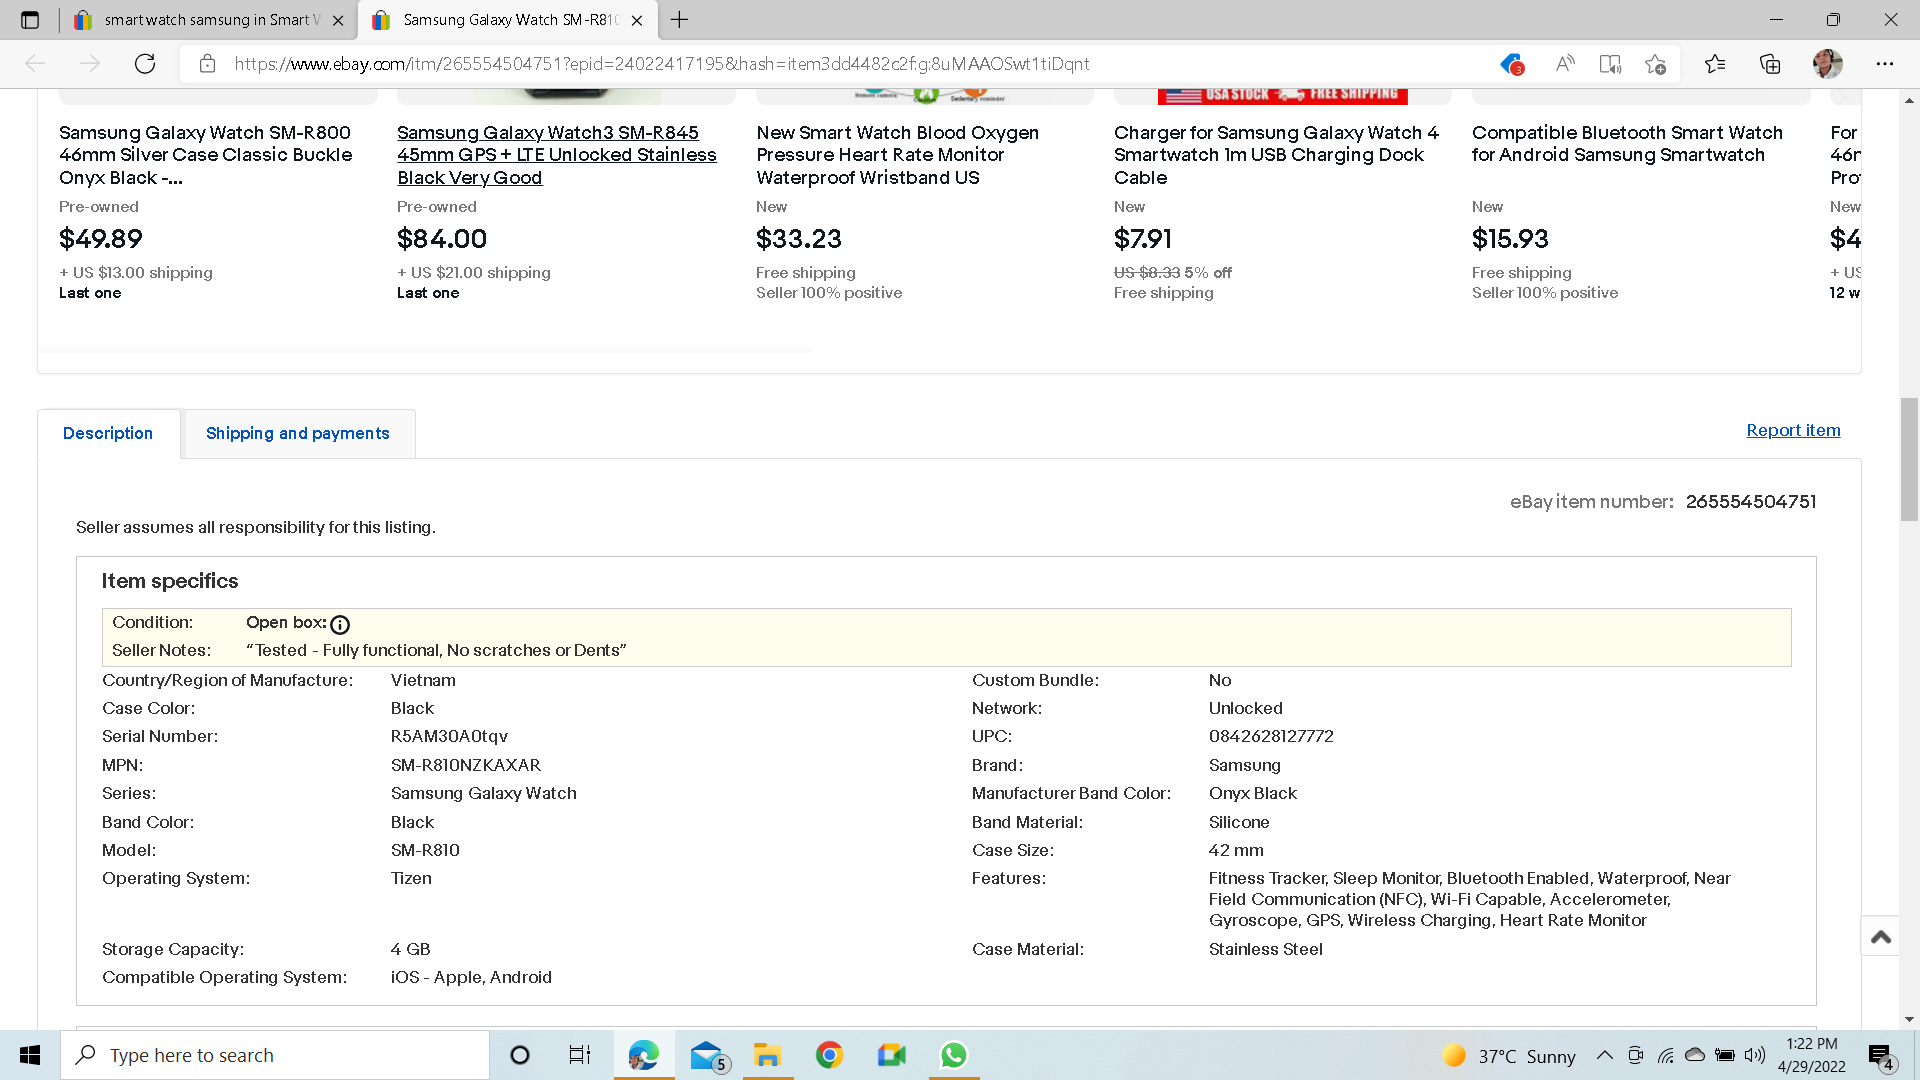 smart watch samsung in Smart W
Samsung Galaxy Watch SM-R810
https://www.ebay.com/itm/265554504751?epid=24022417195&hash=item3dd4482c2f:g:8uMAAOSwt1tiDqnt
3
Remote camera
Sedentary reminder
USA STOCK FREE SHIPPING
Samsung Galaxy Watch SM-R800
46mm Silver Case Classic Buckle
Onyx Black -...
Pre-owned
$49.89
+ US $13.00 shipping
Last one
Samsung Galaxy Watch3 SM-R845
45mm GPS + LTE Unlocked Stainless
Black Very Good
Pre-owned
$84.00
+ US $21.00 shipping
Last one
New Smart Watch Blood Oxygen
Pressure Heart Rate Monitor
Waterproof Wristband US
New
$33.23
Free shipping
Seller 100% positive
Charger for Samsung Galaxy Watch 4
Smartwatch 1m USB Charging Dock
Cable
New
$7.91
US $8.33 5% off
Free shipping
Compatible Bluetooth Smart Watch
for Android Samsung Smartwatch
New
$15.93
Free shipping
Seller 100% positive
For
46m
Pro
New
$4
+ US
12 w
Description
Shipping and payments
Report item
eBay item number: 265554504751
Seller assumes all responsibility for this listing.
Item specifics
Condition: Open box:
Seller Notes: “Tested - Fully functional, No scratches or Dents”
Country/Region of Manufacture: Vietnam Custom Bundle: No
Case Color: Black Network: Unlocked
Serial Number: R5AM30A0tqv UPC: 0842628127772
MPN: SM-R810NZKAXAR Brand: Samsung
Series: Samsung Galaxy Watch Manufacturer Band Color: Onyx Black
Band Color: Black Band Material: Silicone
Model: SM-R810 Case Size: 42 mm
Operating System: Tizen Features: Fitness Tracker, Sleep Monitor, Bluetooth Enabled, Waterproof, Near
Field Communication (NFC), Wi-Fi Capable, Accelerometer,
Gyroscope, GPS, Wireless Charging, Heart Rate Monitor
Storage Capacity: 4 GB Case Material: Stainless Steel
Compatible Operating System: iOS - Apple, Android
Type here to search
5
37°C Sunny
1:22 PM
4/29/2022
4